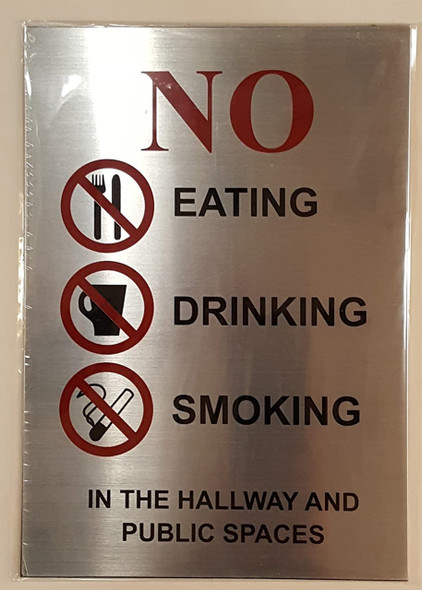 NO
EATING
DRINKING
SMOKING
IN THE HALLWAY AND
PUBLIC SPACES